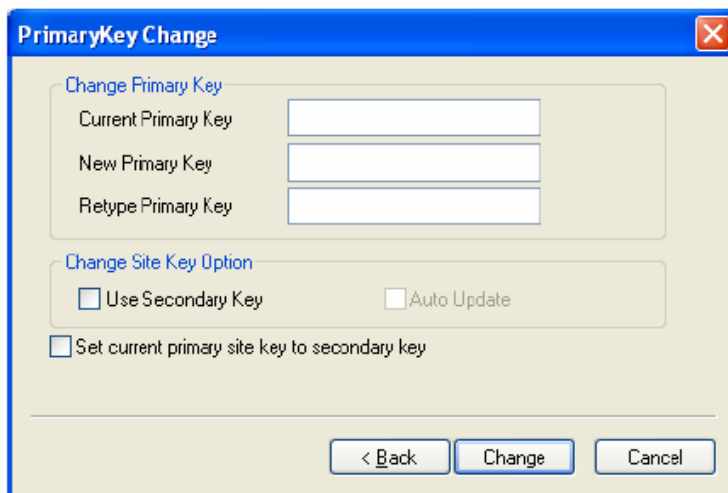 PrimaryKey Change
Change Primary Key
Current Primary Key
New Primary Key
Retype Primary Key
Change Site Key Option
Use Secondary Key Auto Update
Set current primary site key to secondary key
< Back Change Cancel